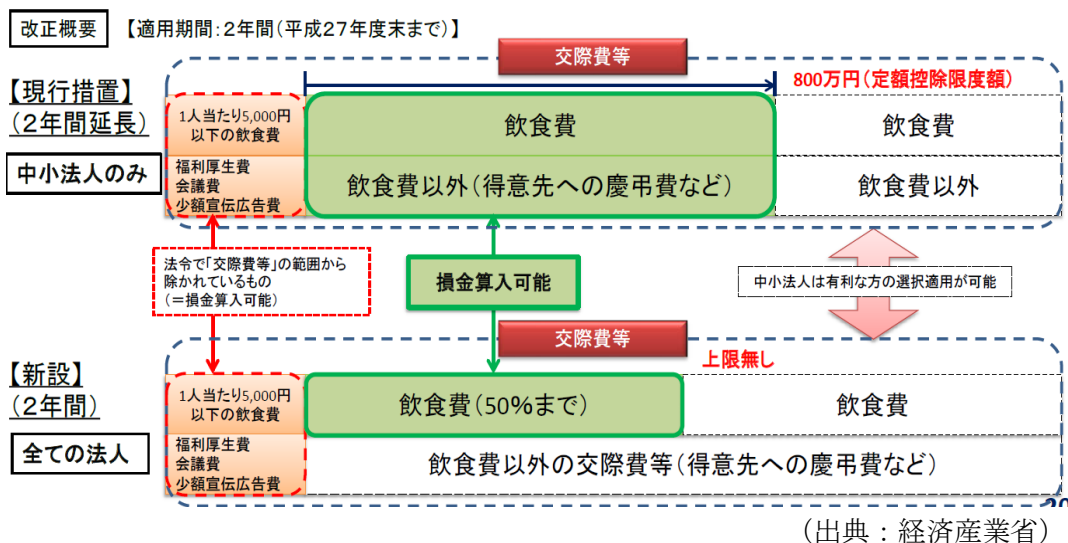 改正概要 【適用期間:2年間(平成27年度末まで)】
交際費等
【現行措置】
(2年間延長)
中小法人のみ
800万円(定額控除限度額)
1人当たり5,000円
以下の飲食費
飲食費
飲食費
福利厚生費
会議費
少額宣伝広告費
飲食費以外(得意先への慶弔費など)
飲食費以外
法令で「交際費等」の範囲から
除かれているもの
(=損金算入可能)
損金算入可能
中小法人は有利な方の選択適用が可能
交際費等
【新設】
(2年間)
全ての法人
上限無し
1人当たり5,000円
以下の飲食費
飲食費(50%まで)
飲食費
福利厚生費
会議費
少額宣伝広告費
飲食費以外の交際費等(得意先への慶弔費など)
(出典:経済産業省)